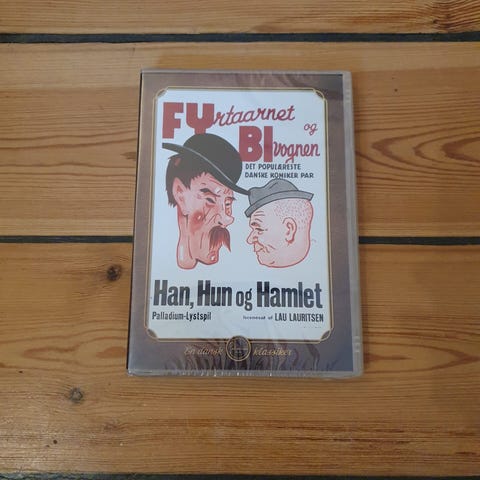 FYrtaarnet
og
BIvognen
DET POPULÆRESTE
DANSKE KOMIKER PAR
Han, Hun og Hamlet
Palladium-Lystspil iscenesat af LAU LAURITSEN
En dansk klassiker